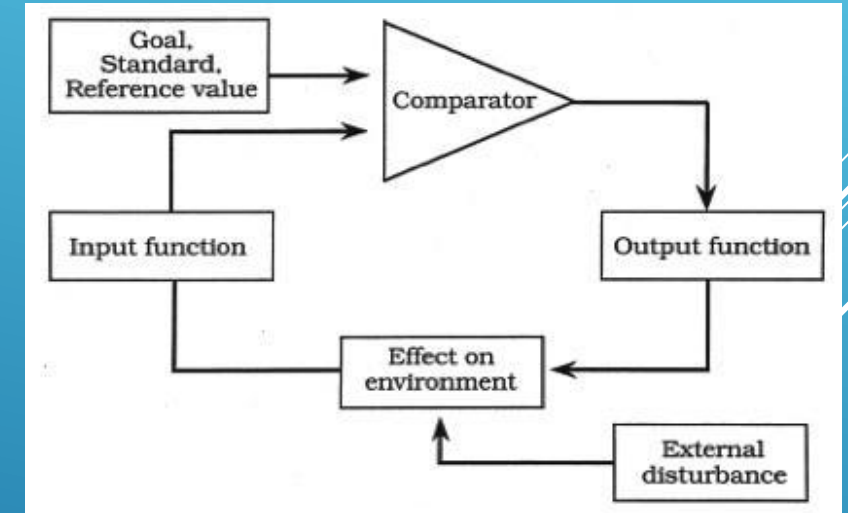 Goal,
Standard,
Reference value
Comparator
Input function
Output function
Effect on
environment
External
disturbance